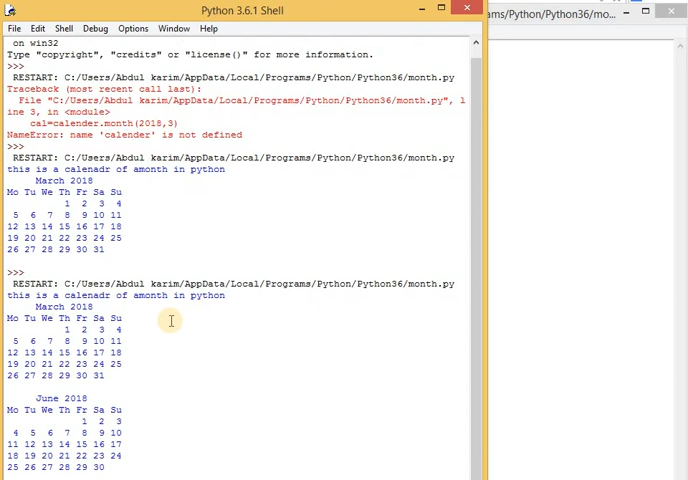 Python 3.6.1 Shell
ms/Python/Python36/mo...
File Edit Shell Debug Options Window Help
on win32
Type "copyright", "credits" or "license()" for more information.
>>>
RESTART: C:/Users/Abdul karim/AppData/Local/Programs/Python/Python36/month.py
Traceback (most recent call last):
File "C:/Users/Abdul karim/AppData/Local/Programs/Python/Python36/month.py", l
ine 3, in <module>
cal=calender.month(2018,3)
NameError: name 'calender' is not defined
>>>
RESTART: C:/Users/Abdul karim/AppData/Local/Programs/Python/Python36/month.py
this is a calenadr of amonth in python
March 2018
Mo Tu We Th Fr Sa Su
1 2 3 4
5 6 7 8 9 10 11
12 13 14 15 16 17 18
19 20 21 22 23 24 25
26 27 28 29 30 31
>>>
RESTART: C:/Users/Abdul karim/AppData/Local/Programs/Python/Python36/month.py
this is a calenadr of amonth in python
March 2018
Mo Tu We Th Fr Sa Su
1 2 3 4
5 6 7 8 9 10 11
12 13 14 15 16 17 18
19 20 21 22 23 24 25
26 27 28 29 30 31
June 2018
Mo Tu We Th Fr Sa Su
1 2 3
4 5 6 7 8 9 10
11 12 13 14 15 16 17
18 19 20 21 22 23 24
25 26 27 28 29 30